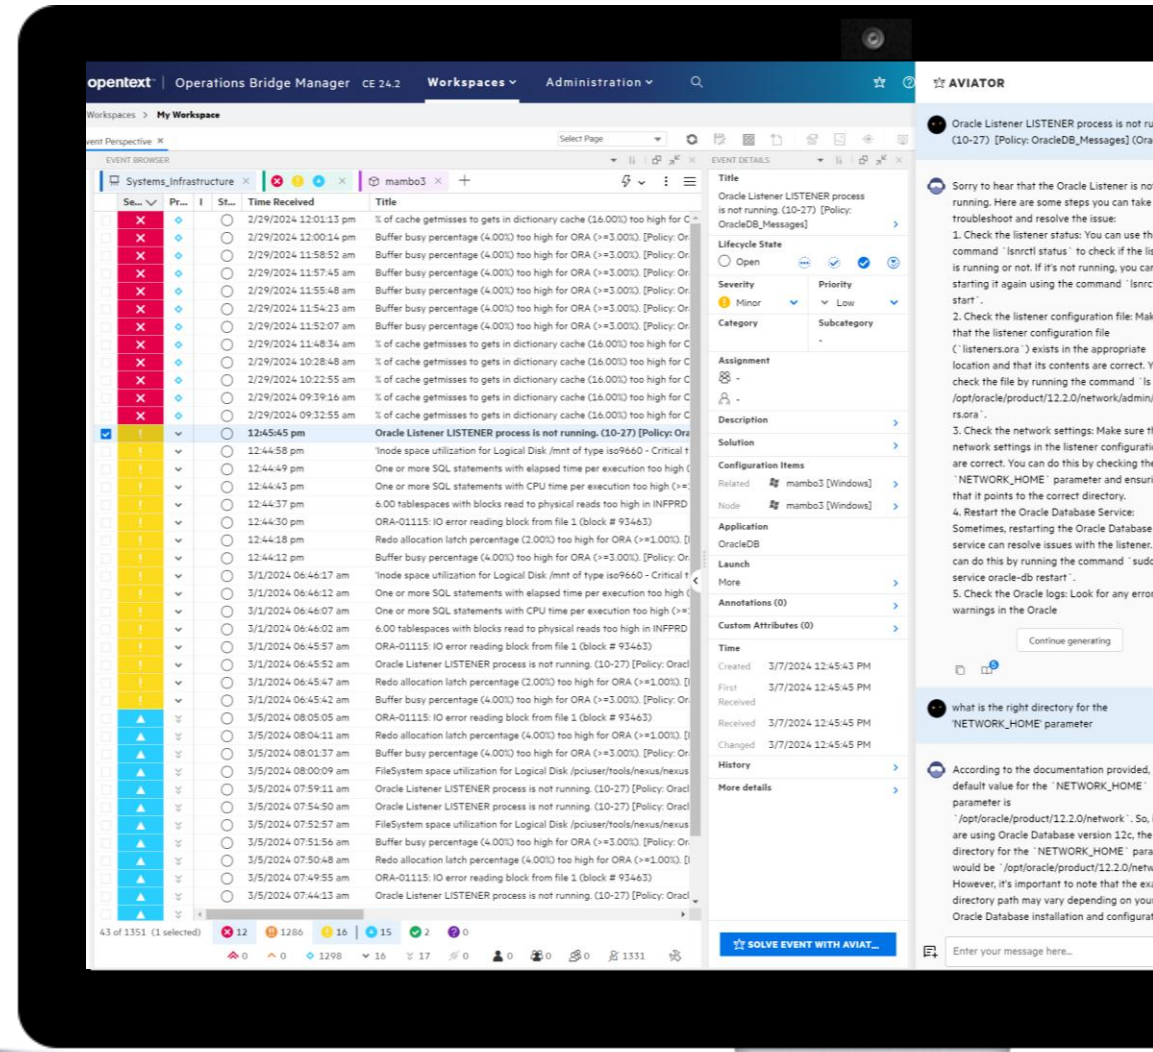 opentext™ | Operations Bridge Manager CE 24.2 Workspaces Administration
Workspaces > My Workspace
vent Perspective ×
Select Page
EVENT BROWSER
Systems_Infrastructure × × mambo3 × +
Se... Pr... I St... Time Received Title
2/29/2024 12:01:13 pm % of cache getmisses to gets in dictionary cache (16.00%) too high for C
2/29/2024 12:00:14 pm Buffer busy percentage (4.00%) too high for ORA (>=3.00%). [Policy: Or
2/29/2024 11:58:52 am Buffer busy percentage (4.00%) too high for ORA (>=3.00%). [Policy: Or
2/29/2024 11:57:45 am Buffer busy percentage (4.00%) too high for ORA (>=3.00%). [Policy: Or
2/29/2024 11:55:48 am Buffer busy percentage (4.00%) too high for ORA (>=3.00%). [Policy: Or
2/29/2024 11:54:23 am Buffer busy percentage (4.00%) too high for ORA (>=3.00%). [Policy: Or
2/29/2024 11:52:07 am Buffer busy percentage (4.00%) too high for ORA (>=3.00%). [Policy: Or
2/29/2024 11:48:34 am % of cache getmisses to gets in dictionary cache (16.00%) too high for C
2/29/2024 10:28:48 am % of cache getmisses to gets in dictionary cache (16.00%) too high for C
2/29/2024 10:22:55 am % of cache getmisses to gets in dictionary cache (16.00%) too high for C
2/29/2024 09:39:16 am % of cache getmisses to gets in dictionary cache (16.00%) too high for C
2/29/2024 09:32:55 am % of cache getmisses to gets in dictionary cache (16.00%) too high for C
12:45:45 pm Oracle Listener LISTENER process is not running. (10-27) [Policy: Ora
12:44:58 pm 'Inode space utilization for Logical Disk /mnt of type iso9660 - Critical t
12:44:49 pm One or more SQL statements with elapsed time per execution too high (
12:44:43 pm One or more SQL statements with CPU time per execution too high (>=
12:44:37 pm 6.00 tablespaces with blocks read to physical reads too high in INFPRD
12:44:30 pm ORA-01115: IO error reading block from file 1 (block # 93463)
12:44:18 pm Redo allocation latch percentage (2.00%) too high for ORA (>=1.00%). [
12:44:12 pm Buffer busy percentage (4.00%) too high for ORA (>=3.00%). [Policy: Or
3/1/2024 06:46:17 am 'Inode space utilization for Logical Disk /mnt of type iso9660 - Critical t
3/1/2024 06:46:12 am One or more SQL statements with elapsed time per execution too high (
3/1/2024 06:46:07 am One or more SQL statements with CPU time per execution too high (>=
3/1/2024 06:46:02 am 6.00 tablespaces with blocks read to physical reads too high in INFPRD
3/1/2024 06:45:57 am ORA-01115: IO error reading block from file 1 (block # 93463)
3/1/2024 06:45:52 am Oracle Listener LISTENER process is not running. (10-27) [Policy: Oracl
3/1/2024 06:45:47 am Redo allocation latch percentage (2.00%) too high for ORA (>=1.00%). [
3/1/2024 06:45:42 am Buffer busy percentage (4.00%) too high for ORA (>=3.00%). [Policy: Or
3/5/2024 08:05:05 am ORA-01115: IO error reading block from file 1 (block # 93463)
3/5/2024 08:04:11 am Redo allocation latch percentage (4.00%) too high for ORA (>=1.00%). [
3/5/2024 08:01:37 am Buffer busy percentage (4.00%) too high for ORA (>=3.00%). [Policy: Or
3/5/2024 08:00:09 am FileSystem space utilization for Logical Disk /pciuser/tools/nexus/nexus
3/5/2024 07:59:11 am Oracle Listener LISTENER process is not running. (10-27) [Policy: Oracl
3/5/2024 07:54:50 am Oracle Listener LISTENER process is not running. (10-27) [Policy: Oracl
3/5/2024 07:52:57 am FileSystem space utilization for Logical Disk /pciuser/tools/nexus/nexus
3/5/2024 07:51:56 am Buffer busy percentage (4.00%) too high for ORA (>=3.00%). [Policy: Or
3/5/2024 07:50:48 am Redo allocation latch percentage (4.00%) too high for ORA (>=1.00%). [
3/5/2024 07:49:55 am ORA-01115: IO error reading block from file 1 (block # 93463)
3/5/2024 07:44:13 am Oracle Listener LISTENER process is not running. (10-27) [Policy: Oracl
43 of 1351 (1 selected) 12 1286 16 | 15 2 0
0 0 1298 16 17 0 0 0 0 1331
EVENT DETAILS
Title
Oracle Listener LISTENER process
is not running. (10-27) [Policy:
OracleDB_Messages]
Lifecycle State
Open
Severity Priority
Minor Low
Category Subcategory
-
Assignment
-
-
Description
Solution
Configuration Items
Related mambo3 [Windows]
Node mambo3 [Windows]
Application
OracleDB
Launch
More
Annotations (0)
Custom Attributes (0)
Time
Created 3/7/2024 12:45:43 PM
First Received 3/7/2024 12:45:45 PM
Received 3/7/2024 12:45:45 PM
Changed 3/7/2024 12:45:45 PM
History
More details
SOLVE EVENT WITH AVIAT...
AVIATOR
Oracle Listener LISTENER process is not ru
(10-27) [Policy: OracleDB_Messages] (Ora
Sorry to hear that the Oracle Listener is no
running. Here are some steps you can take
troubleshoot and resolve the issue:
1. Check the listener status: You can use th
command `lsnrctl status` to check if the lis
is running or not. If it's not running, you can
starting it again using the command `lsnrc
start`.
2. Check the listener configuration file: Mak
that the listener configuration file
(`listeners.ora`) exists in the appropriate
location and that its contents are correct. Y
check the file by running the command `ls
/opt/oracle/product/12.2.0/network/admin/
rs.ora`.
3. Check the network settings: Make sure th
network settings in the listener configurati
are correct. You can do this by checking the
`NETWORK_HOME` parameter and ensuri
that it points to the correct directory.
4. Restart the Oracle Database Service:
Sometimes, restarting the Oracle Database
service can resolve issues with the listener.
can do this by running the command `sudo
service oracle-db restart`.
5. Check the Oracle logs: Look for any error
warnings in the Oracle
Continue generating
5
what is the right directory for the
'NETWORK_HOME' parameter
According to the documentation provided,
default value for the `NETWORK_HOME`
parameter is
`/opt/oracle/product/12.2.0/network`. So, i
are using Oracle Database version 12c, the
directory for the `NETWORK_HOME` para
would be `/opt/oracle/product/12.2.0/netw
However, it's important to note that the exa
directory path may vary depending on your
Oracle Database installation and configurat
Enter your message here...